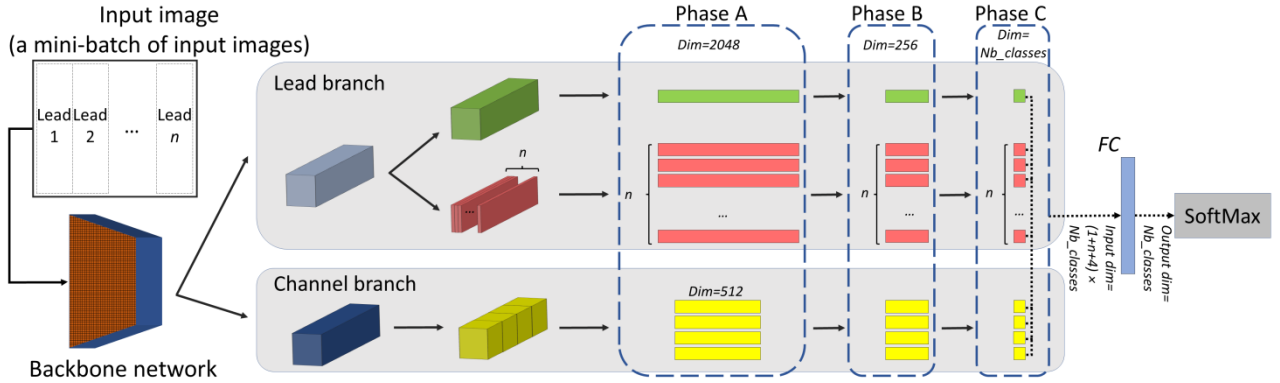 Input image
(a mini-batch of input images)
Lead
1
Lead
2
...
Lead
n
Backbone network
Lead branch
n
...
Channel branch
Phase A
Dim=2048
n
...
Dim=512
Phase B
Dim=256
n
...
Phase C
Dim=
Nb_classes
n
...
FC
Input dim=
(1+n+4) ×
Nb_classes
Output dim=
Nb_classes
SoftMax